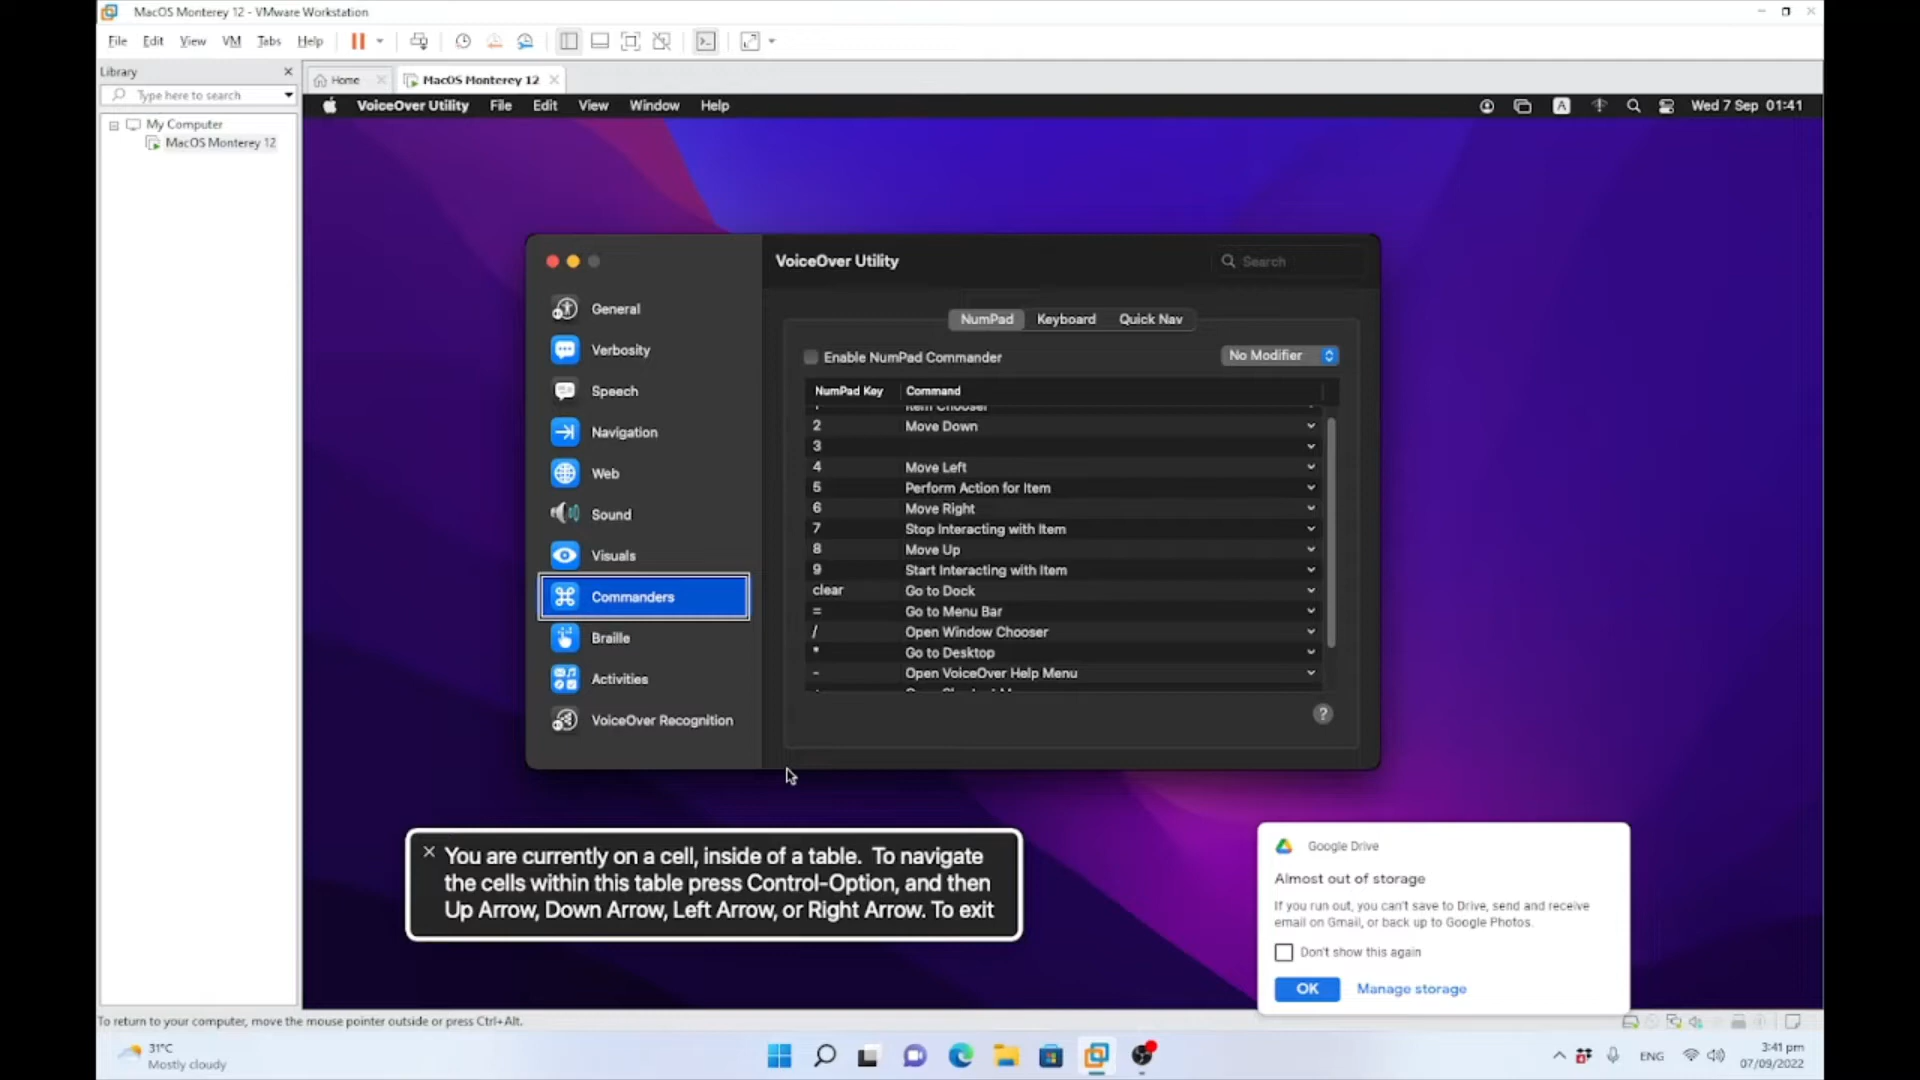 MacOS Monterey 12 - VMware Workstation
File Edit View VM Tabs Help
Library
Type here to search
My Computer
MacOS Monterey 12
Home
MacOS Monterey 12
VoiceOver Utility File Edit View Window Help
A
Wed 7 Sep 01:41
General
Verbosity
Speech
Navigation
Web
Sound
Visuals
Commanders
Braille
Activities
VoiceOver Recognition
VoiceOver Utility
Search
NumPad Keyboard Quick Nav
Enable NumPad Commander
No Modifier
NumPad Key Command
Item Chooser
2 Move Down
3
4 Move Left
5 Perform Action for Item
6 Move Right
7 Stop Interacting with Item
8 Move Up
9 Start Interacting with Item
clear Go to Dock
= Go to Menu Bar
/ Open Window Chooser
* Go to Desktop
- Open VoiceOver Help Menu
?
You are currently on a cell, inside of a table. To navigate
the cells within this table press Control-Option, and then
Up Arrow, Down Arrow, Left Arrow, or Right Arrow. To exit
Google Drive
Almost out of storage
If you run out, you can't save to Drive, send and receive
email on Gmail, or back up to Google Photos.
Don't show this again
OK Manage storage
To return to your computer, move the mouse pointer outside or press Ctrl+Alt.
31°C
Mostly cloudy
ENG
3:41 pm
07/09/2022